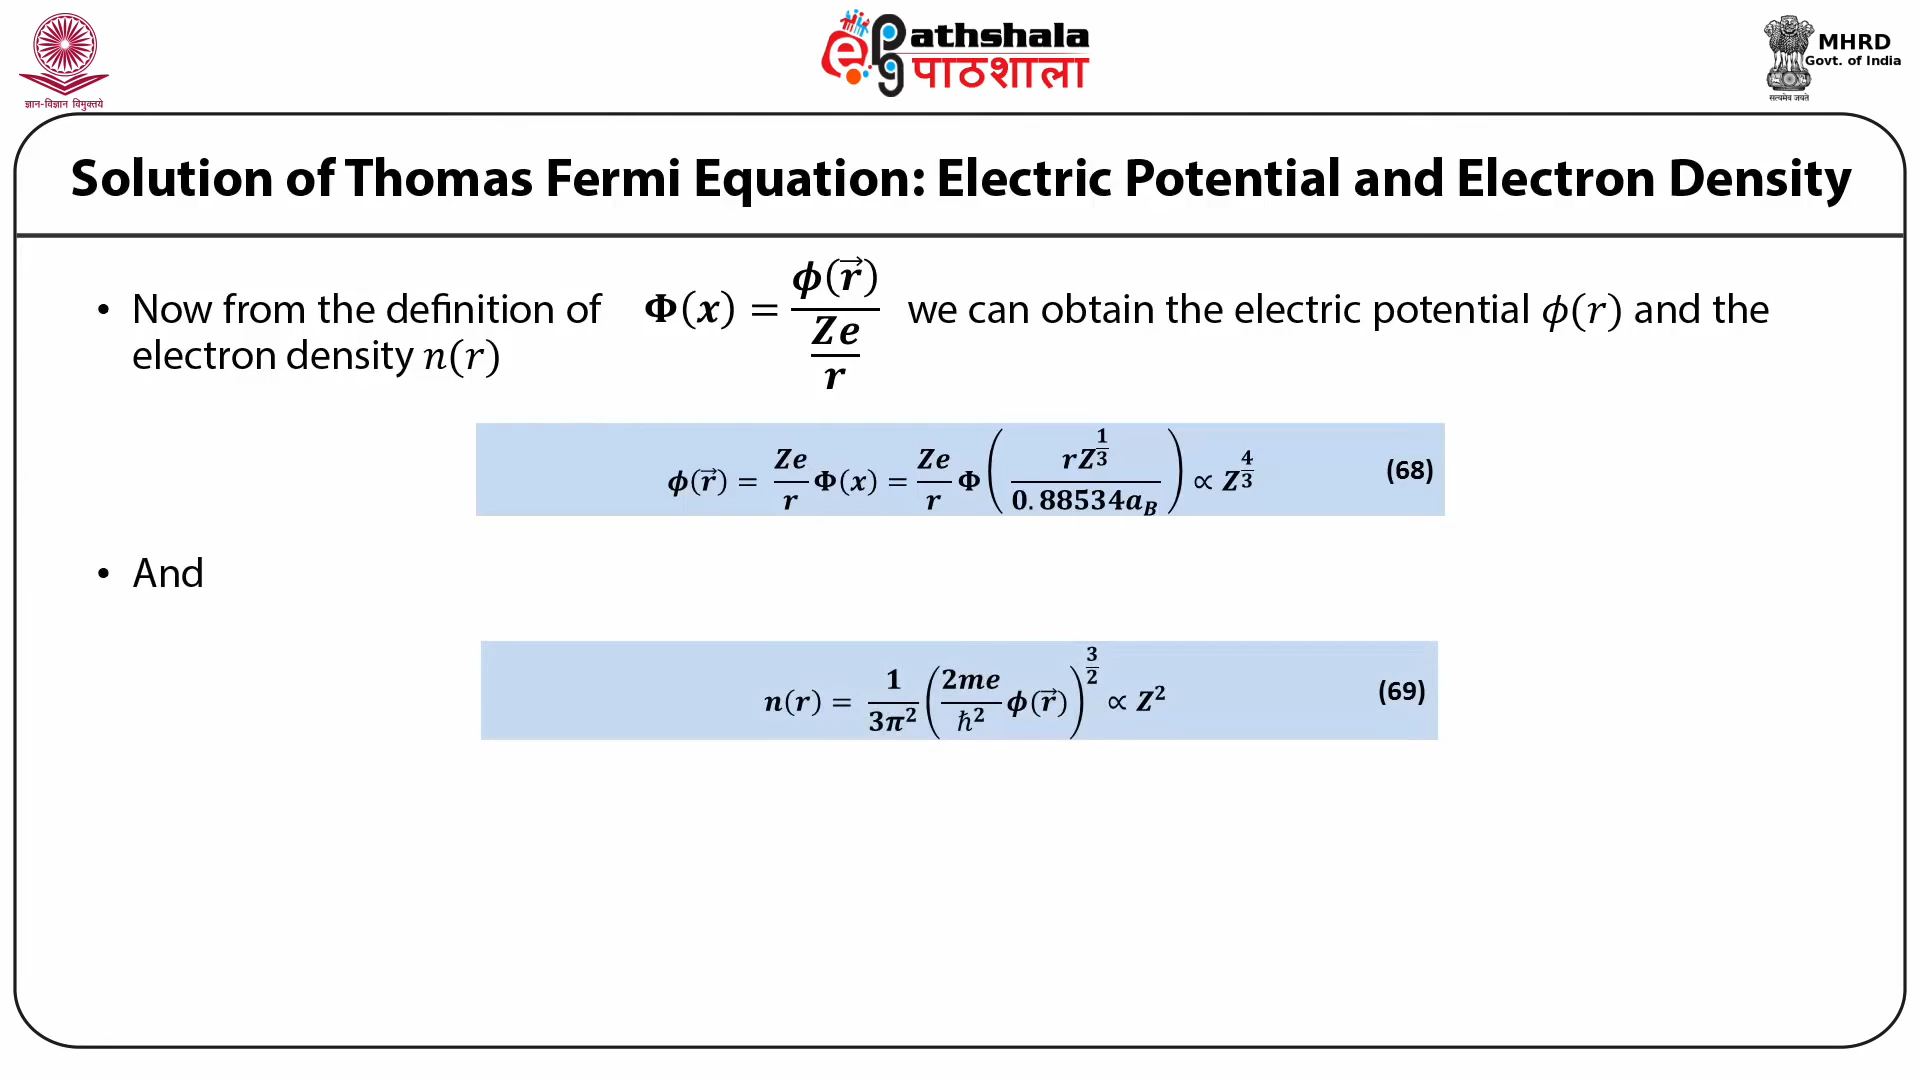 ज्ञान-विज्ञान विमुक्तये
ePathshala
पाठशाला
MHRD
Govt. of India
सत्यमेव जयते
Solution of Thomas Fermi Equation: Electric Potential and Electron Density
• Now from the definition of Φ(x) = ϕ(r⃗) / (Ze/r) we can obtain the electric potential ϕ(r) and the
electron density n(r)
ϕ(r⃗) = Ze/r Φ(x) = Ze/r Φ(rZ^(1/3) / 0.88534a_B) ∝ Z^(4/3) (68)
• And
n(r) = 1/(3π²) (2me/ℏ² ϕ(r⃗))^(3/2) ∝ Z² (69)